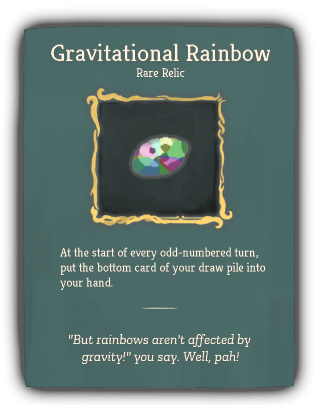 Gravitational Rainbow
Rare Relic
At the start of every odd-numbered turn,
put the bottom card of your draw pile into
your hand.
"But rainbows aren't affected by
gravity!" you say. Well, pah!